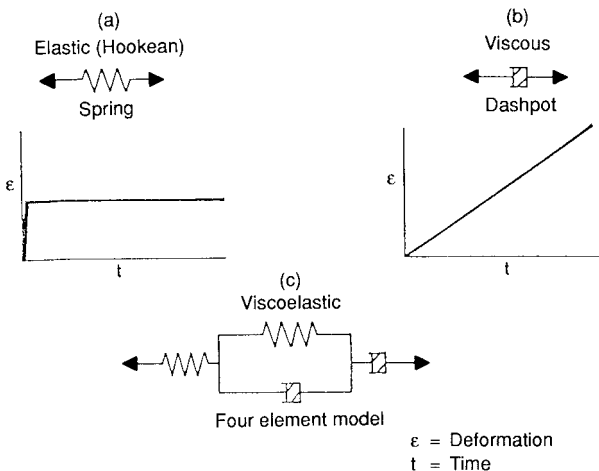 (a)
Elastic (Hookean)
Spring
ε
t
(b)
Viscous
Dashpot
ε
t
(c)
Viscoelastic
Four element model
ε = Deformation
t = Time